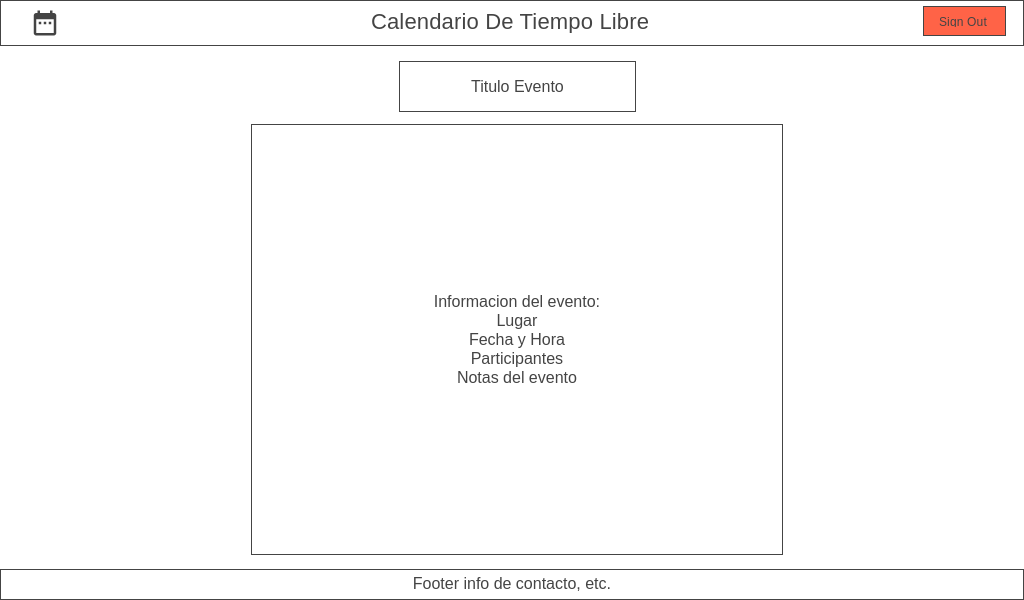 Calendario De Tiempo Libre
Sign Out
Titulo Evento
Informacion del evento:
Lugar
Fecha y Hora
Participantes
Notas del evento
Footer info de contacto, etc.